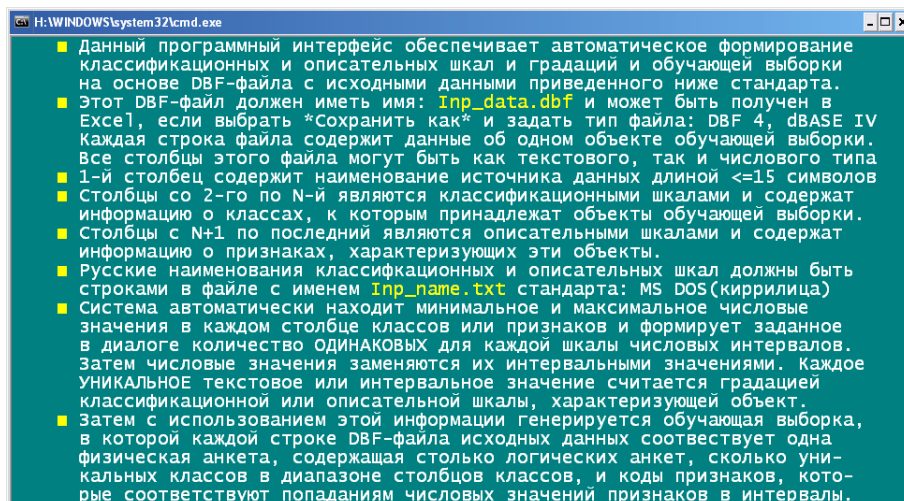 H:\WINDOWS\system32\cmd.exe
Данный программный интерфейс обеспечивает автоматическое формирование
классификационных и описательных шкал и градаций и обучающей выборки
на основе DBF-файла с исходными данными приведенного ниже стандарта.
Этот DBF-файл должен иметь имя: Inp_data.dbf и может быть получен в
Excel, если выбрать *Сохранить как* и задать тип файла: DBF 4, dBASE IV
Каждая строка файла содержит данные об одном объекте обучающей выборки.
Все столбцы этого файла могут быть как текстового, так и числового типа
1-й столбец содержит наименование источника данных длиной <=15 символов
Столбцы со 2-го по N-й являются классификационными шкалами и содержат
информацию о классах, к которым принадлежат объекты обучающей выборки.
Столбцы с N+1 по последний являются описательными шкалами и содержат
информацию о признаках, характеризующих эти объекты.
Русские наименования классифкационных и описательных шкал должны быть
строками в файле с именем Inp_name.txt стандарта: MS DOS(киррилица)
Система автоматически находит минимальное и максимальное числовые
значения в каждом столбце классов или признаков и формирует заданное
в диалоге количество ОДИНАКОВЫХ для каждой шкалы числовых интервалов.
Затем числовые значения заменяются их интервальными значениями. Каждое
УНИКАЛЬНОЕ текстовое или интервальное значение считается градацией
классификационной или описательной шкалы, характеризующей объект.
Затем с использованием этой информации генерируется обучающая выборка,
в которой каждой строке DBF-файла исходных данных соотвествует одна
физическая анкета, содержащая столько логических анкет, сколько уни-
кальных классов в диапазоне столбцов классов, и коды признаков, кото-
рые соответствуют попаданиям числовых значений признаков в интервалы.